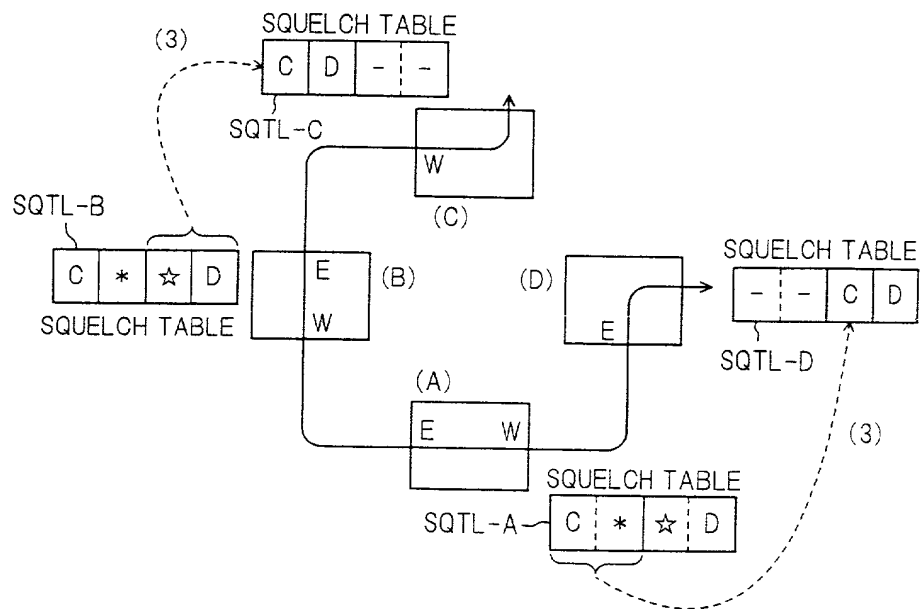 SQUELCH TABLE
(3)
C D - -
SQTL-C
W
(C)
SQTL-B
C * ☆ D
SQUELCH TABLE
E
W
(B)
(D)
E
SQUELCH TABLE
- - C D
SQTL-D
(A)
E W
(3)
SQUELCH TABLE
SQTL-A
C * ☆ D